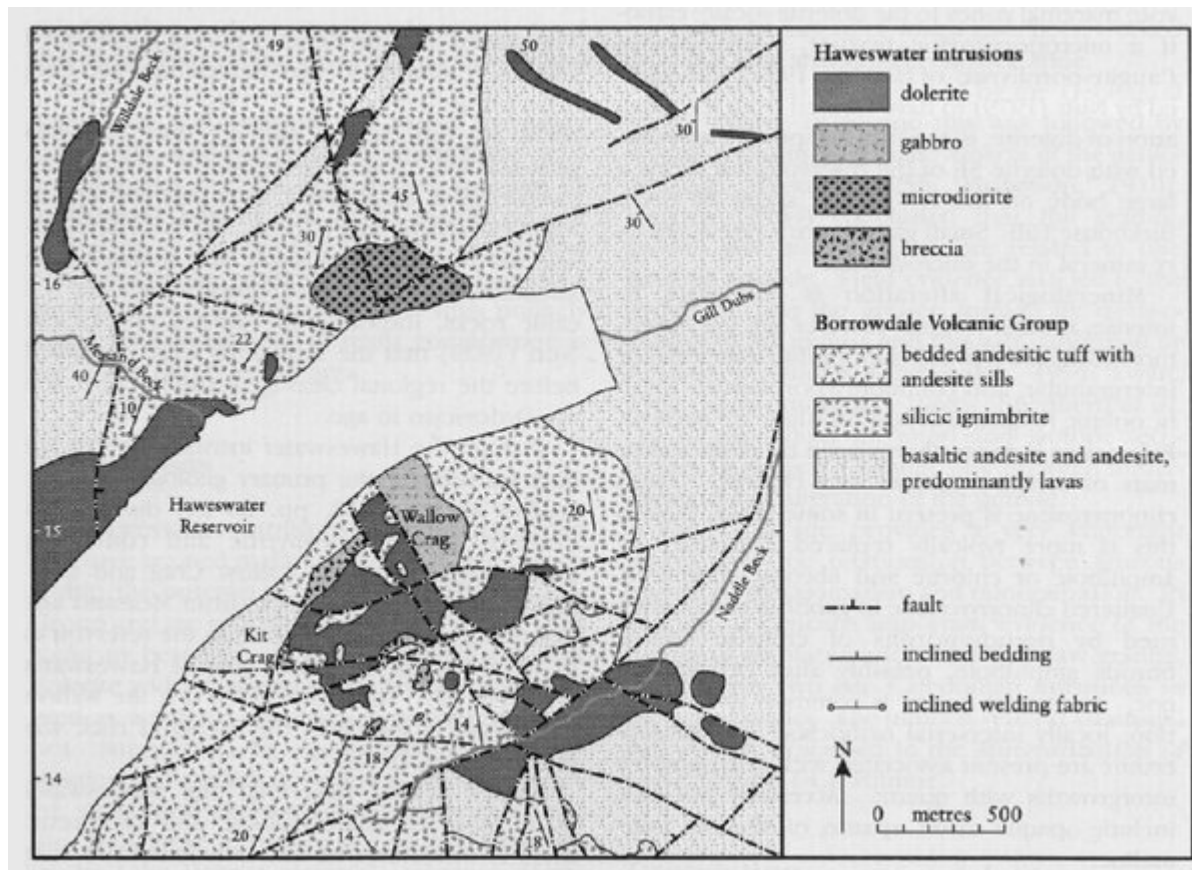 49
50
Willdale Beck
30
45
30
30
16
Gill Dubs
22
Measand Beck
40
10
Haweswater
Reservoir
15
Wallow
Crag
20
Naddle Beck
Kit
Crag
14
18
14
20
14
18
Haweswater intrusions
dolerite
gabbro
microdiorite
breccia
Borrowdale Volcanic Group
bedded andesitic tuff with
andesite sills
silicic ignimbrite
basaltic andesite and andesite,
predominantly lavas
fault
inclined bedding
inclined welding fabric
N
0 metres 500